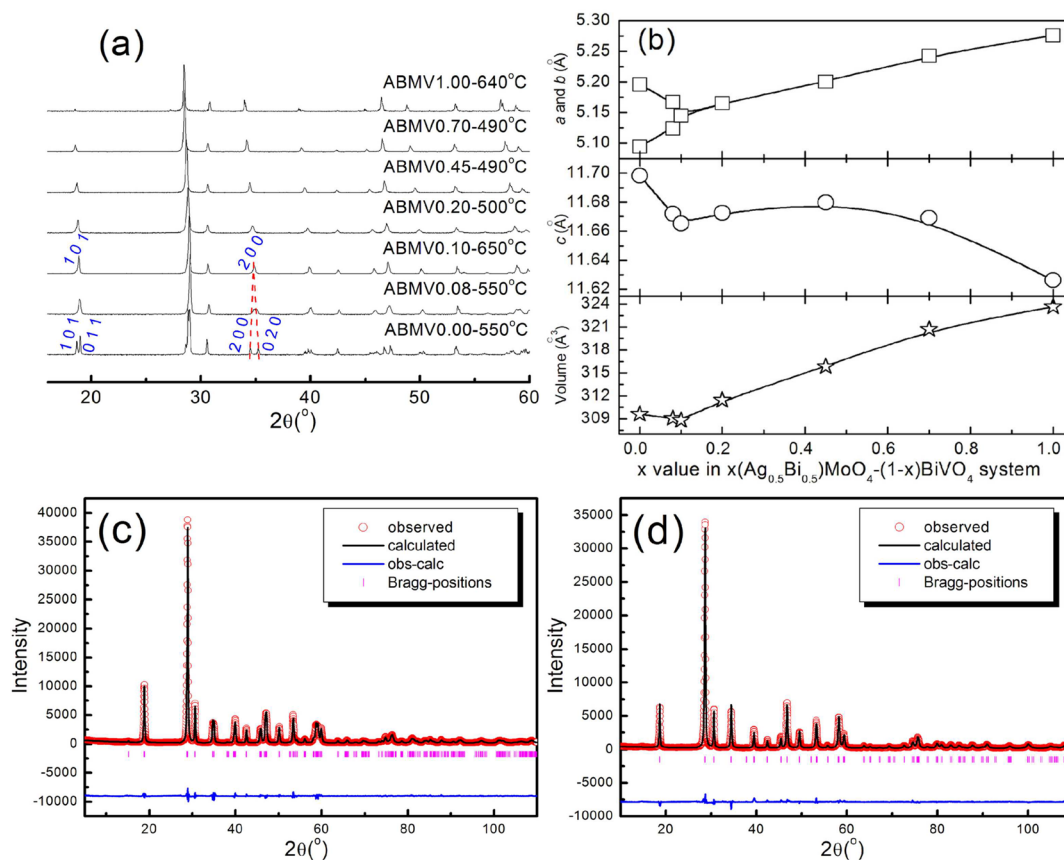 (a)
ABMV1.00-640°C
ABMV0.70-490°C
ABMV0.45-490°C
ABMV0.20-500°C
ABMV0.10-650°C
ABMV0.08-550°C
ABMV0.00-550°C
1 0 1
2 0 0
1 0 1
0 1 1
2 0 0
0 2 0
20 30 40 50 60
2θ(°)
(b)
5.30
5.25
5.20
5.15
5.10
a and b (Å)
11.70
11.68
11.66
11.64
11.62
c (Å)
324
321
318
315
312
309
Volume (Å³)
0.0 0.2 0.4 0.6 0.8 1.0
x value in x(Ag₀.₅Bi₀.₅)MoO₄-(1-x)BiVO₄ system
(c)
observed
calculated
obs-calc
Bragg-positions
40000
35000
30000
25000
20000
15000
10000
5000
0
-5000
-10000
Intensity
20 40 60 80 100
2θ(°)
(d)
observed
calculated
obs-calc
Bragg-positions
35000
30000
25000
20000
15000
10000
5000
0
-5000
-10000
Intensity
20 40 60 80 100
2θ(°)